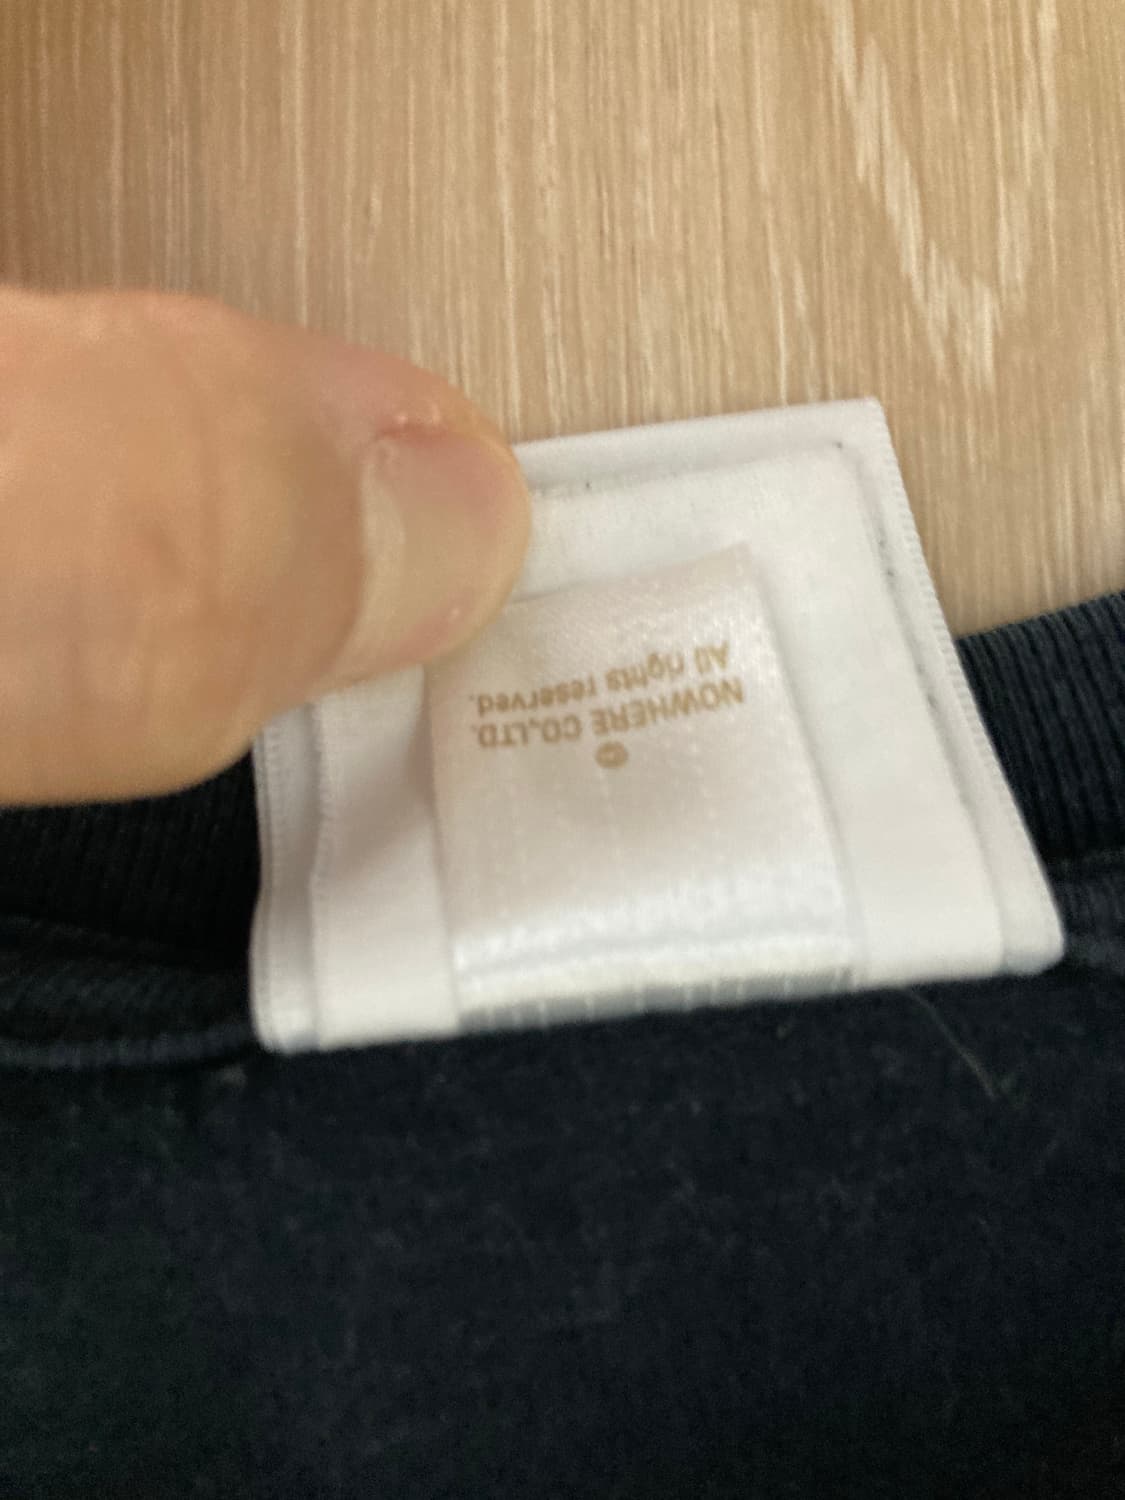 ©
NOWHERE CO.,LTD.
All rights reserved.